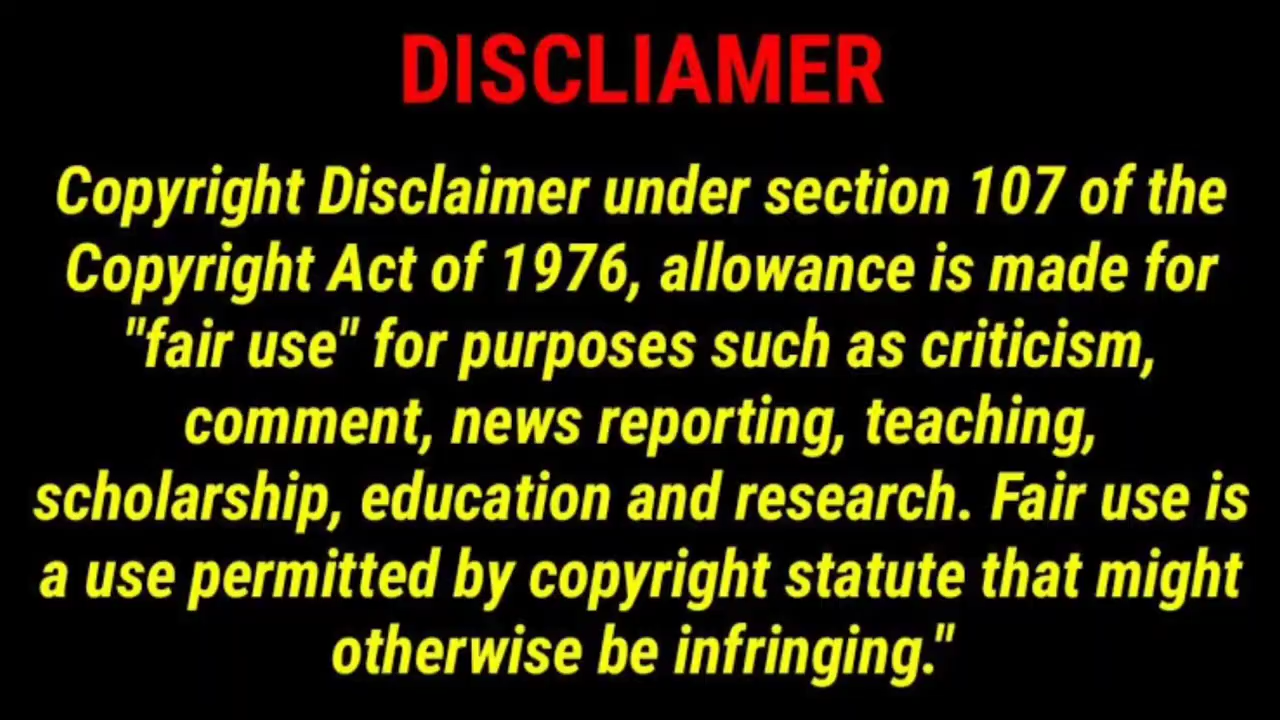 DISCLIAMER
Copyright Disclaimer under section 107 of the
Copyright Act of 1976, allowance is made for
"fair use" for purposes such as criticism,
comment, news reporting, teaching,
scholarship, education and research. Fair use is
a use permitted by copyright statute that might
otherwise be infringing."